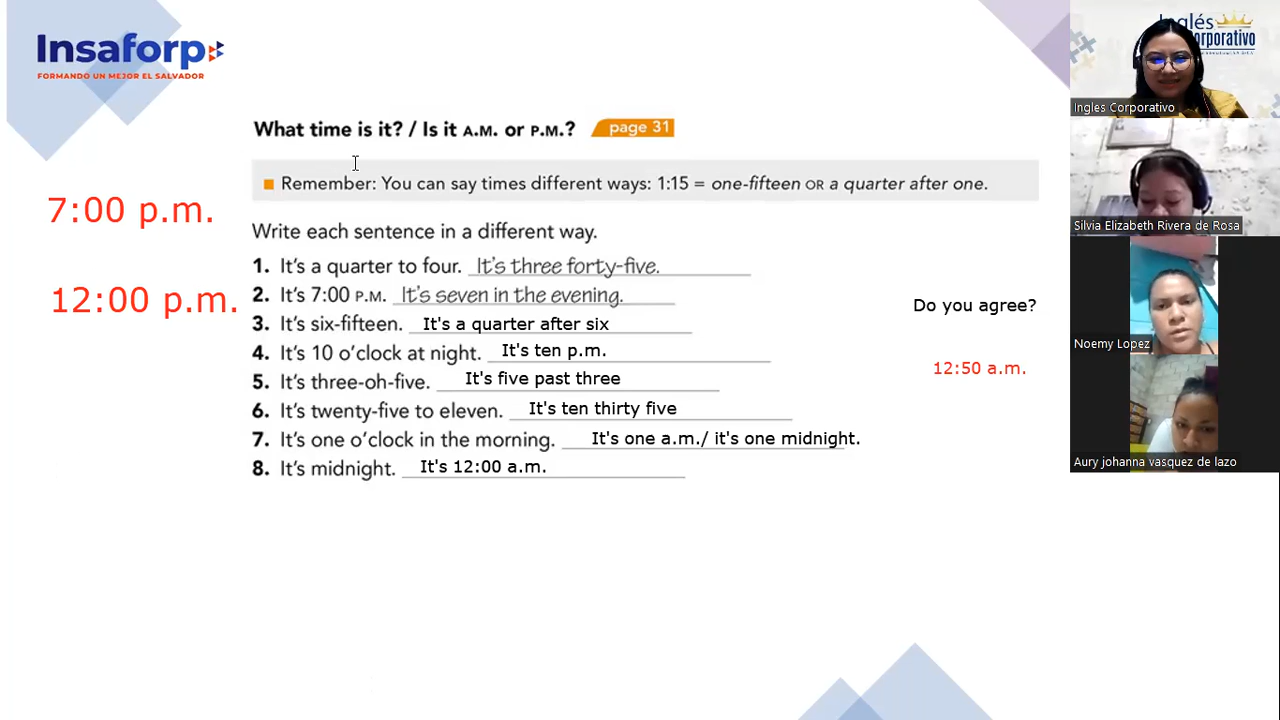 Insaforp
FORMANDO UN MEJOR EL SALVADOR
What time is it? / Is it A.M. or P.M.? page 31
Remember: You can say times different ways: 1:15 = one-fifteen OR a quarter after one.
7:00 p.m.
12:00 p.m.
Write each sentence in a different way.
1. It's a quarter to four. It's three forty-five.
2. It's 7:00 P.M. It's seven in the evening.
3. It's six-fifteen. It's a quarter after six
4. It's 10 o'clock at night. It's ten p.m.
5. It's three-oh-five. It's five past three
6. It's twenty-five to eleven. It's ten thirty five
7. It's one o'clock in the morning. It's one a.m./ it's one midnight.
8. It's midnight. It's 12:00 a.m.
Do you agree?
12:50 a.m.
Inglés
Corporativo
Ingles Corporativo
Silvia Elizabeth Rivera de Rosa
Noemy Lopez
Aury johanna vasquez de lazo